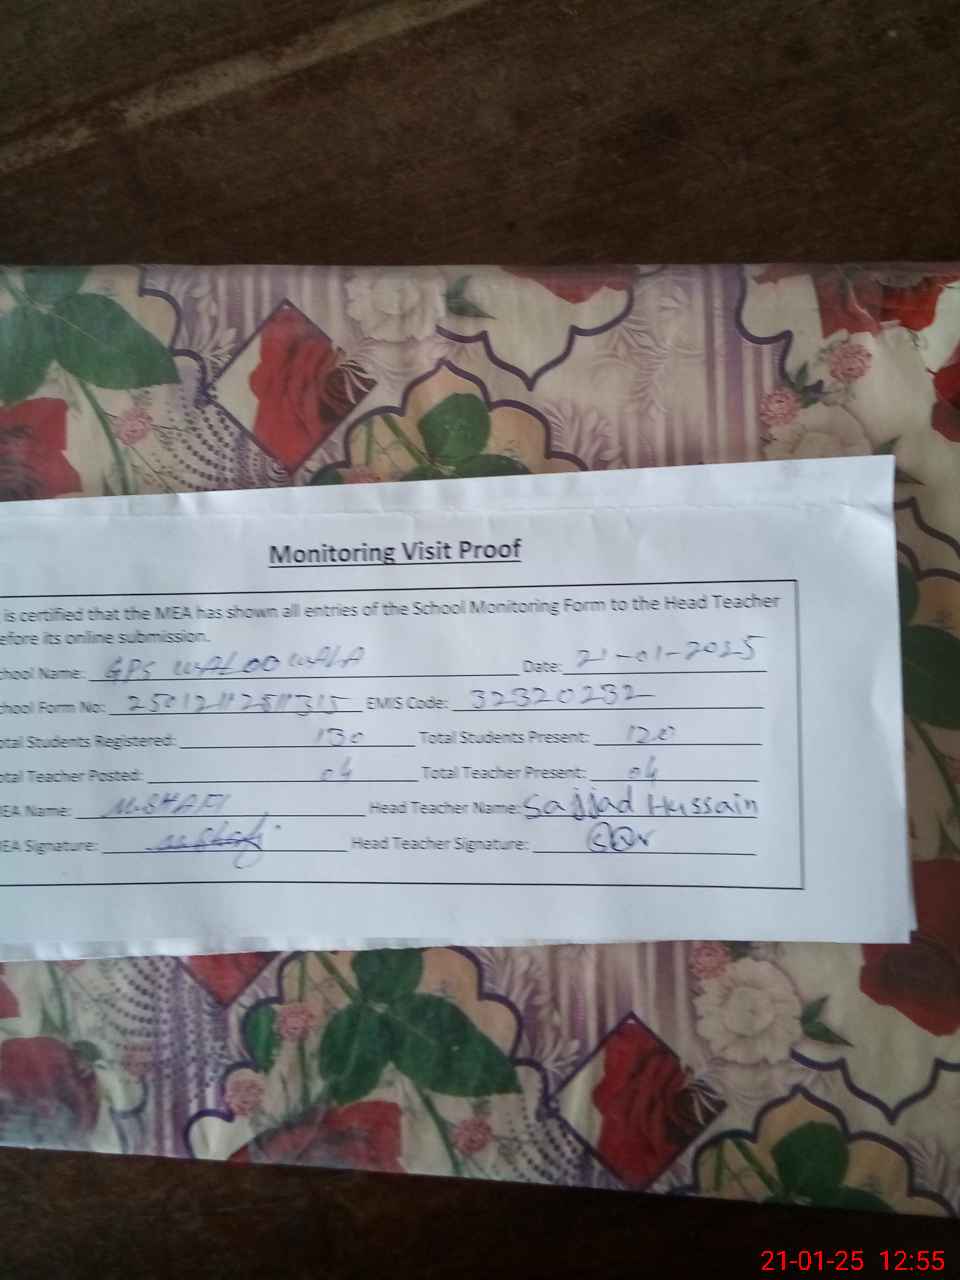 Monitoring Visit Proof
is certified that the MEA has shown all entries of the School Monitoring Form to the Head Teacher
efore its online submission.
chool Name: GPS WALOO WALA Date: 21-01-2025
chool Form No: EMIS Code: 32320232
otal Students Registered: 130 Total Students Present: 120
otal Teacher Posted: 04 Total Teacher Present: 04
EA Name: M.SHAFI Head Teacher Name: Sajjad Hussain
EA Signature: Head Teacher Signature:
21-01-25 12:55